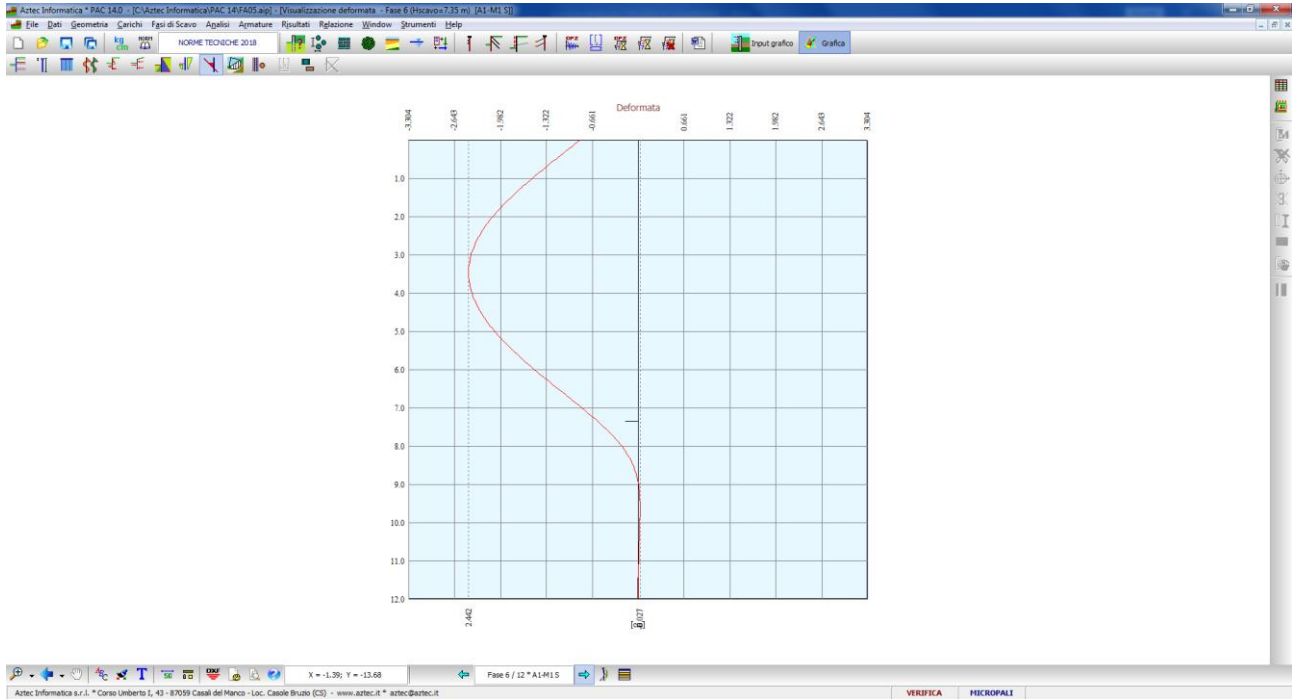 Aztec Informatica * PAC 14.0 - [C:\Aztec Informatica\PAC 14\FA05.aip] - [Visualizzazione deformata - Fase 6 (Hscavo=7.35 m) [A1-M1 S]]
File Dati Geometria Carichi Fasi di Scavo Analisi Armature Risultati Relazione Window Strumenti Help
kg cm NORME TECNICHE 2018 Input grafico Grafica
Deformata
-3.304 -2.643 -1.982 -1.322 -0.661 0.661 1.322 1.982 2.643 3.304
1.0
2.0
3.0
4.0
5.0
6.0
7.0
8.0
9.0
10.0
11.0
12.0
2.442
X = -1.39; Y = -13.68 Fase 6 / 12 * A1-M1 S
Aztec Informatica s.r.l. * Corso Umberto I, 43 - 87059 Casali del Manco - Loc. Casole Bruzio (CS) - www.aztec.it * aztec@aztec.it VERIFICA MICROPALI